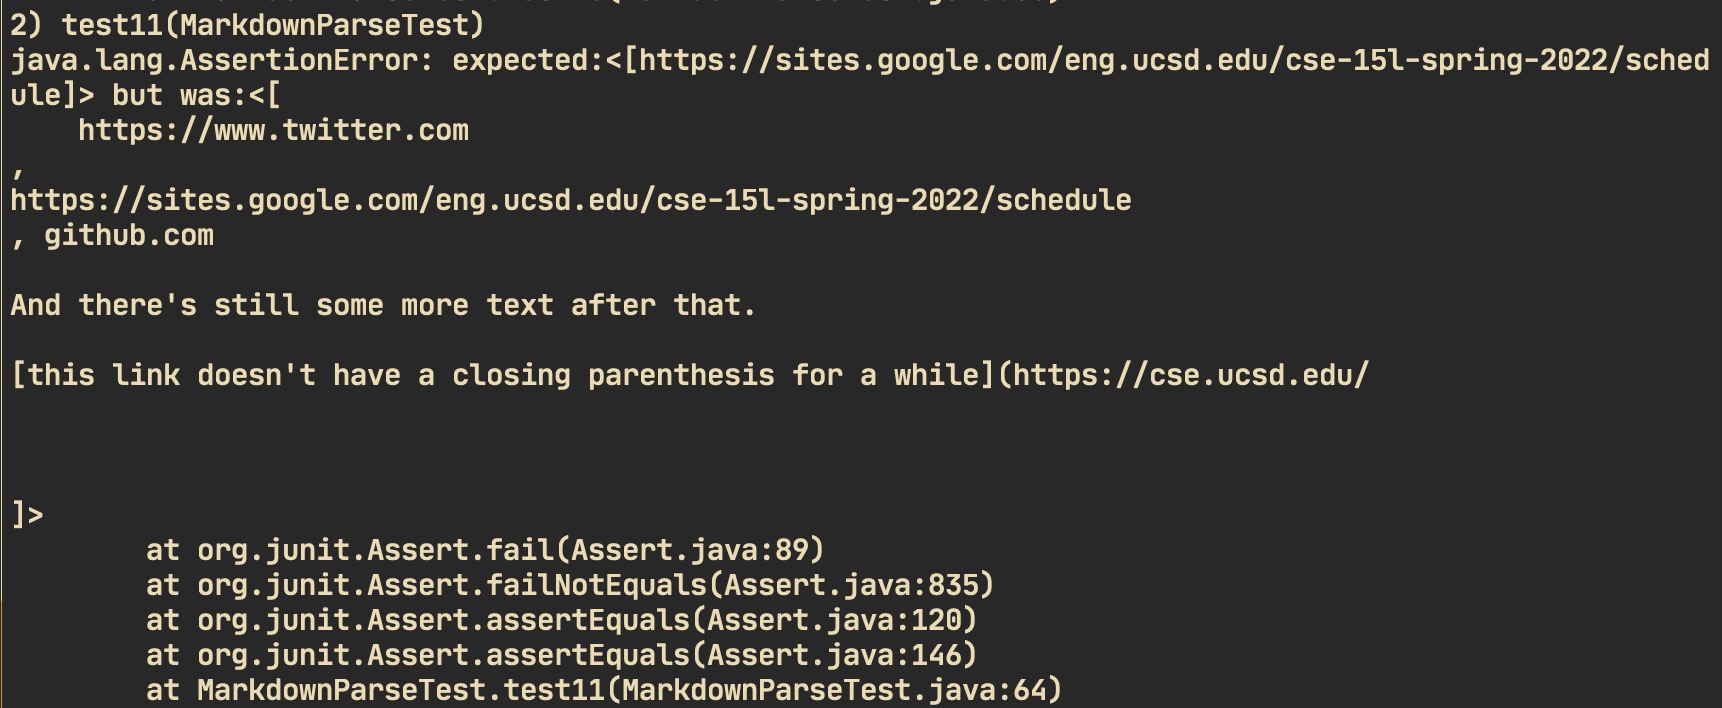 2) test11(MarkdownParseTest)
java.lang.AssertionError: expected:<[https://sites.google.com/eng.ucsd.edu/cse-15l-spring-2022/sched
ule]> but was:<[
    https://www.twitter.com
,
https://sites.google.com/eng.ucsd.edu/cse-15l-spring-2022/schedule
, github.com

And there's still some more text after that.

[this link doesn't have a closing parenthesis for a while](https://cse.ucsd.edu/



]>
        at org.junit.Assert.fail(Assert.java:89)
        at org.junit.Assert.failNotEquals(Assert.java:835)
        at org.junit.Assert.assertEquals(Assert.java:120)
        at org.junit.Assert.assertEquals(Assert.java:146)
        at MarkdownParseTest.test11(MarkdownParseTest.java:64)